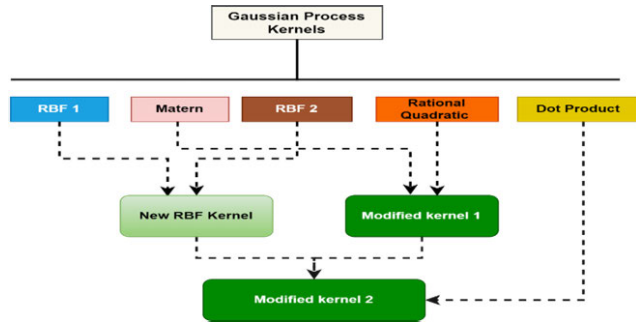 Gaussian Process
Kernels
RBF 1
Matern
RBF 2
Rational
Quadratic
Dot Product
New RBF Kernel
Modified kernel 1
Modified kernel 2